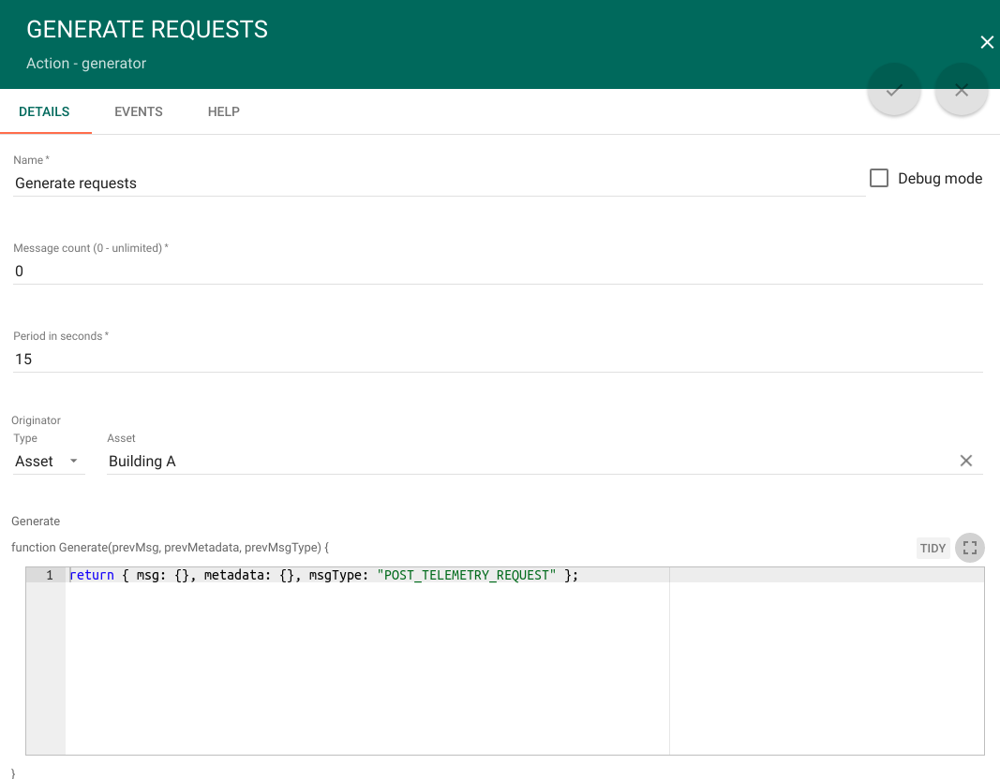 GENERATE REQUESTS
Action - generator
DETAILS EVENTS HELP
Name *
Generate requests
Debug mode
Message count (0 - unlimited) *
0
Period in seconds *
15
Originator
Type Asset
Asset Building A
Generate
function Generate(prevMsg, prevMetadata, prevMsgType) {
TIDY
1 return { msg: {}, metadata: {}, msgType: "POST_TELEMETRY_REQUEST" };
}